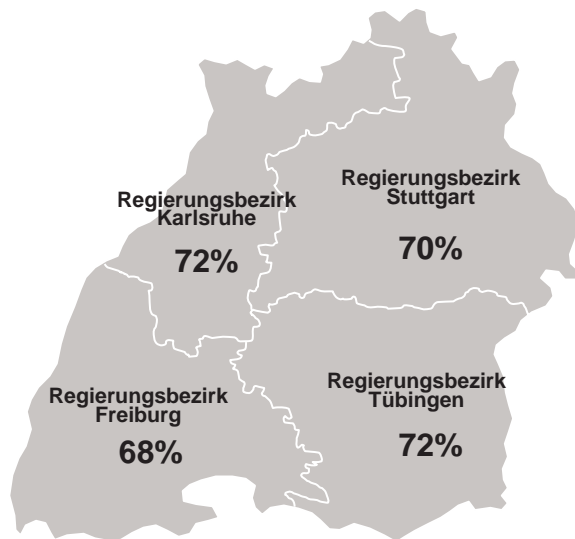 Regierungsbezirk
Stuttgart
70%
Regierungsbezirk
Karlsruhe
72%
Regierungsbezirk
Tübingen
72%
Regierungsbezirk
Freiburg
68%